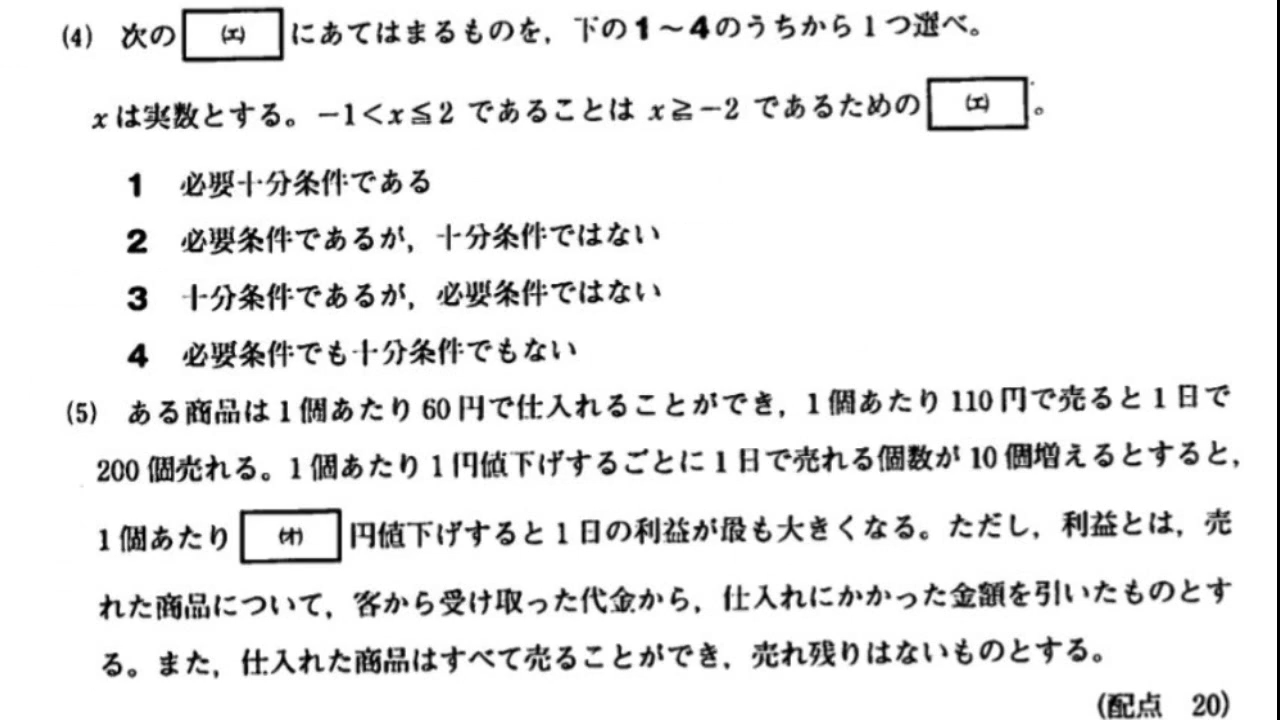 (4) 次の (エ) にあてはまるものを，下の1～4のうちから1つ選べ。
xは実数とする。－1＜x≦2 であることは x≧－2 であるための (エ) 。
1 必要十分条件である
2 必要条件であるが，十分条件ではない
3 十分条件であるが，必要条件ではない
4 必要条件でも十分条件でもない
(5) ある商品は1個あたり60円で仕入れることができ，1個あたり110円で売ると1日で
200個売れる。1個あたり1円値下げするごとに1日で売れる個数が10個増えるとすると，
1個あたり (オ) 円値下げすると1日の利益が最も大きくなる。ただし，利益とは，売
れた商品について，客から受け取った代金から，仕入れにかかった金額を引いたものとす
る。また，仕入れた商品はすべて売ることができ，売れ残りはないものとする。
(配点 20)